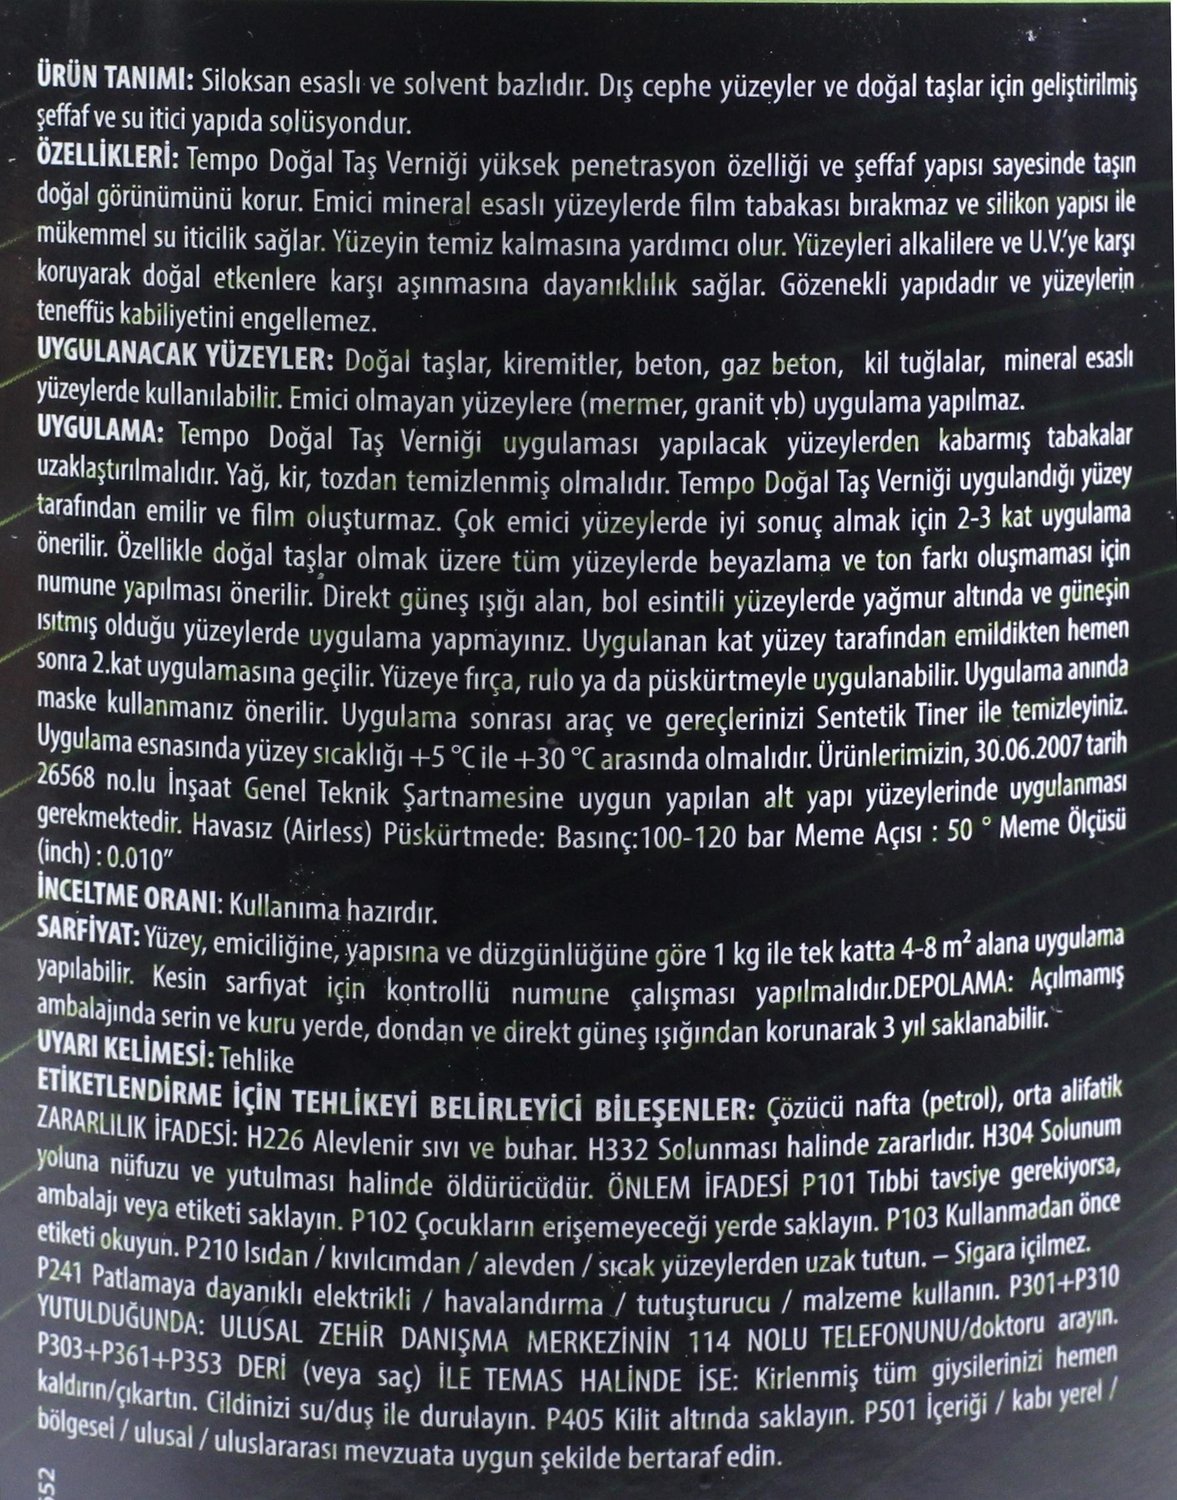 ÜRÜN TANIMI: Siloksan esaslı ve solvent bazlıdır. Dış cephe yüzeyler ve doğal taşlar için geliştirilmiş
şeffaf ve su itici yapıda solüsyondur.
ÖZELLİKLERİ: Tempo Doğal Taş Verniği yüksek penetrasyon özelliği ve şeffaf yapısı sayesinde taşın
doğal görünümünü korur. Emici mineral esaslı yüzeylerde film tabakası bırakmaz ve silikon yapısı ile
mükemmel su iticilik sağlar. Yüzeyin temiz kalmasına yardımcı olur. Yüzeyleri alkalilere ve U.V.'ye karşı
koruyarak doğal etkenlere karşı aşınmasına dayanıklılık sağlar. Gözenekli yapıdadır ve yüzeylerin
teneffüs kabiliyetini engellemez.
UYGULANACAK YÜZEYLER: Doğal taşlar, kiremitler, beton, gaz beton, kil tuğlalar, mineral esaslı
yüzeylerde kullanılabilir. Emici olmayan yüzeylere (mermer, granit vb) uygulama yapılmaz.
UYGULAMA: Tempo Doğal Taş Verniği uygulaması yapılacak yüzeylerden kabarmış tabakalar
uzaklaştırılmalıdır. Yağ, kir, tozdan temizlenmiş olmalıdır. Tempo Doğal Taş Verniği uygulandığı yüzey
tarafından emilir ve film oluşturmaz. Çok emici yüzeylerde iyi sonuç almak için 2-3 kat uygulama
önerilir. Özellikle doğal taşlar olmak üzere tüm yüzeylerde beyazlama ve ton farkı oluşmaması için
numune yapılması önerilir. Direkt güneş ışığı alan, bol esintili yüzeylerde yağmur altında ve güneşin
ısıtmış olduğu yüzeylerde uygulama yapmayınız. Uygulanan kat yüzey tarafından emildikten hemen
sonra 2.kat uygulamasına geçilir. Yüzeye fırça, rulo ya da püskürtmeyle uygulanabilir. Uygulama anında
maske kullanmanız önerilir. Uygulama sonrası araç ve gereçlerinizi Sentetik Tiner ile temizleyiniz.
Uygulama esnasında yüzey sıcaklığı +5 °C ile +30 °C arasında olmalıdır. Ürünlerimizin, 30.06.2007 tarih
26568 no.lu İnşaat Genel Teknik Şartnamesine uygun yapılan alt yapı yüzeylerinde uygulanması
gerekmektedir. Havasız (Airless) Püskürtmede: Basınç:100-120 bar Meme Açısı : 50 ° Meme Ölçüsü
(inch) : 0.010”
İNCELTME ORANI: Kullanıma hazırdır.
SARFİYAT: Yüzey, emiciliğine, yapısına ve düzgünlüğüne göre 1 kg ile tek katta 4-8 m² alana uygulama
yapılabilir. Kesin sarfiyat için kontrollü numune çalışması yapılmalıdır.DEPOLAMA: Açılmamış
ambalajında serin ve kuru yerde, dondan ve direkt güneş ışığından korunarak 3 yıl saklanabilir.
UYARI KELİMESİ: Tehlike
ETİKETLENDİRME İÇİN TEHLİKEYİ BELİRLEYİCİ BİLEŞENLER: Çözücü nafta (petrol), orta alifatik
ZARARLILIK İFADESİ: H226 Alevlenir sıvı ve buhar. H332 Solunması halinde zararlıdır. H304 Solunum
yoluna nüfuzu ve yutulması halinde öldürücüdür. ÖNLEM İFADESİ P101 Tıbbi tavsiye gerekiyorsa,
ambalajı veya etiketi saklayın. P102 Çocukların erişemeyeceği yerde saklayın. P103 Kullanmadan önce
etiketi okuyun. P210 Isıdan / kıvılcımdan / alevden / sıcak yüzeylerden uzak tutun. – Sigara içilmez.
P241 Patlamaya dayanıklı elektrikli / havalandırma / tutuşturucu / malzeme kullanın. P301+P310
YUTULDUĞUNDA: ULUSAL ZEHİR DANIŞMA MERKEZİNİN 114 NOLU TELEFONUNU/doktoru arayın.
P303+P361+P353 DERİ (veya saç) İLE TEMAS HALİNDE İSE: Kirlenmiş tüm giysilerinizi hemen
kaldırın/çıkartın. Cildinizi su/duş ile durulayın. P405 Kilit altında saklayın. P501 İçeriği / kabı yerel /
bölgesel / ulusal / uluslararası mevzuata uygun şekilde bertaraf edin.